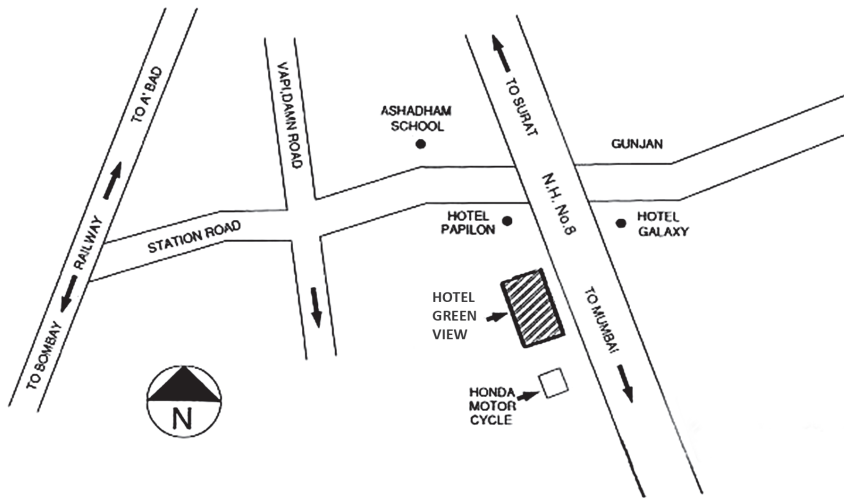 TO A' BAD
RAILWAY
TO BOMBAY
STATION ROAD
VAPI,DAMN ROAD
ASHADHAM
SCHOOL
TO SURAT
N.H. No.8
TO MUMBAI
GUNJAN
HOTEL
PAPILON
HOTEL
GALAXY
HOTEL
GREEN
VIEW
HONDA
MOTOR
CYCLE
N